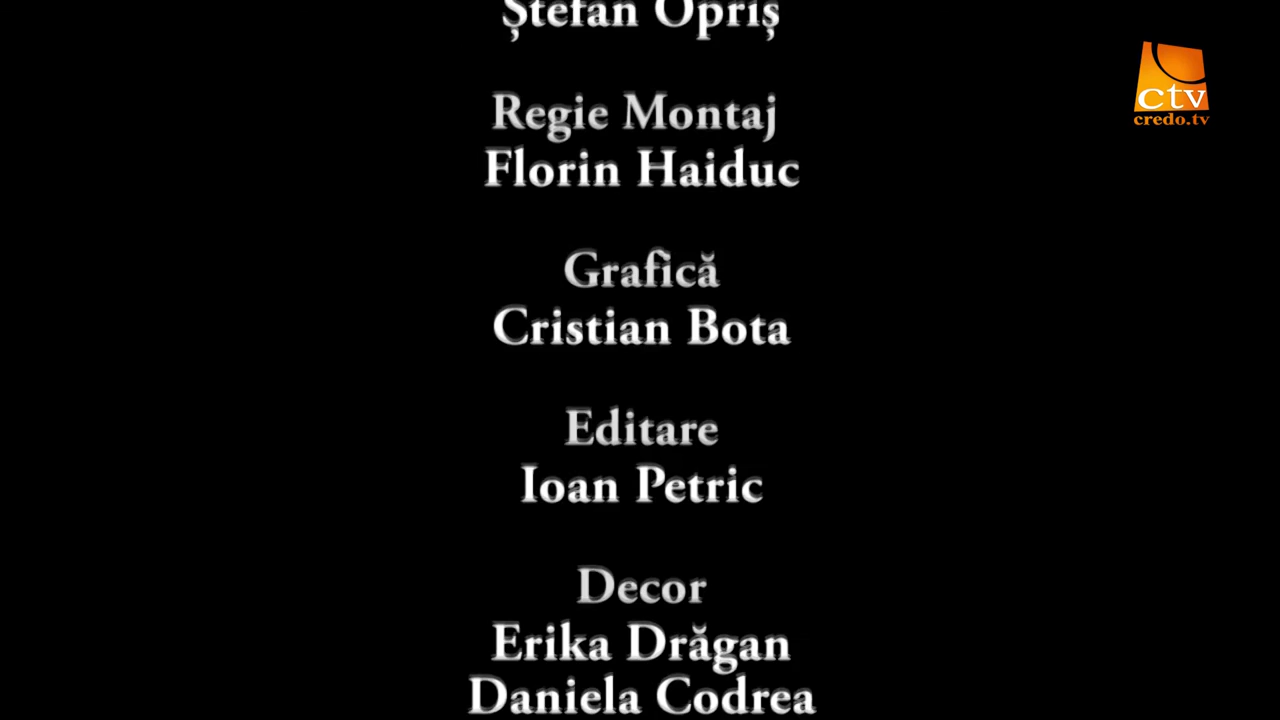 Ștefan Opriș
ctv
credo.tv
Regie Montaj
Florin Haiduc
Grafică
Cristian Bota
Editare
Ioan Petric
Decor
Erika Drăgan
Daniela Codrea